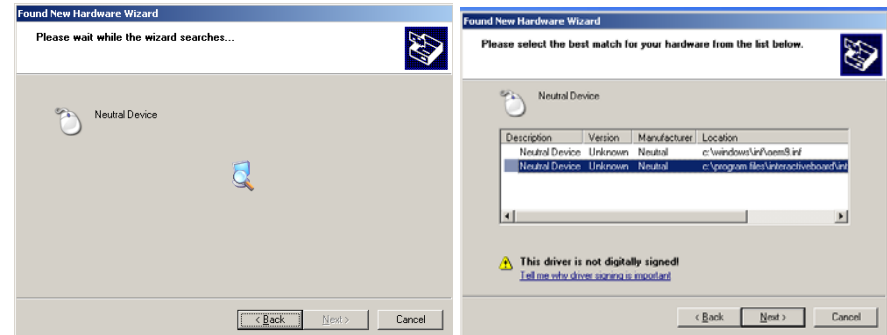 Found New Hardware Wizard
Please wait while the wizard searches...
Neutral Device
< Back Next > Cancel
Found New Hardware Wizard
Please select the best match for your hardware from the list below.
Neutral Device
Description Version Manufacturer Location
Neutral Device Unknown Neutral c:\windows\inf\oem9.inf
Neutral Device Unknown Neutral c:\program files\interactiveboard\int
This driver is not digitally signed!
Tell me why driver signing is important
< Back Next > Cancel